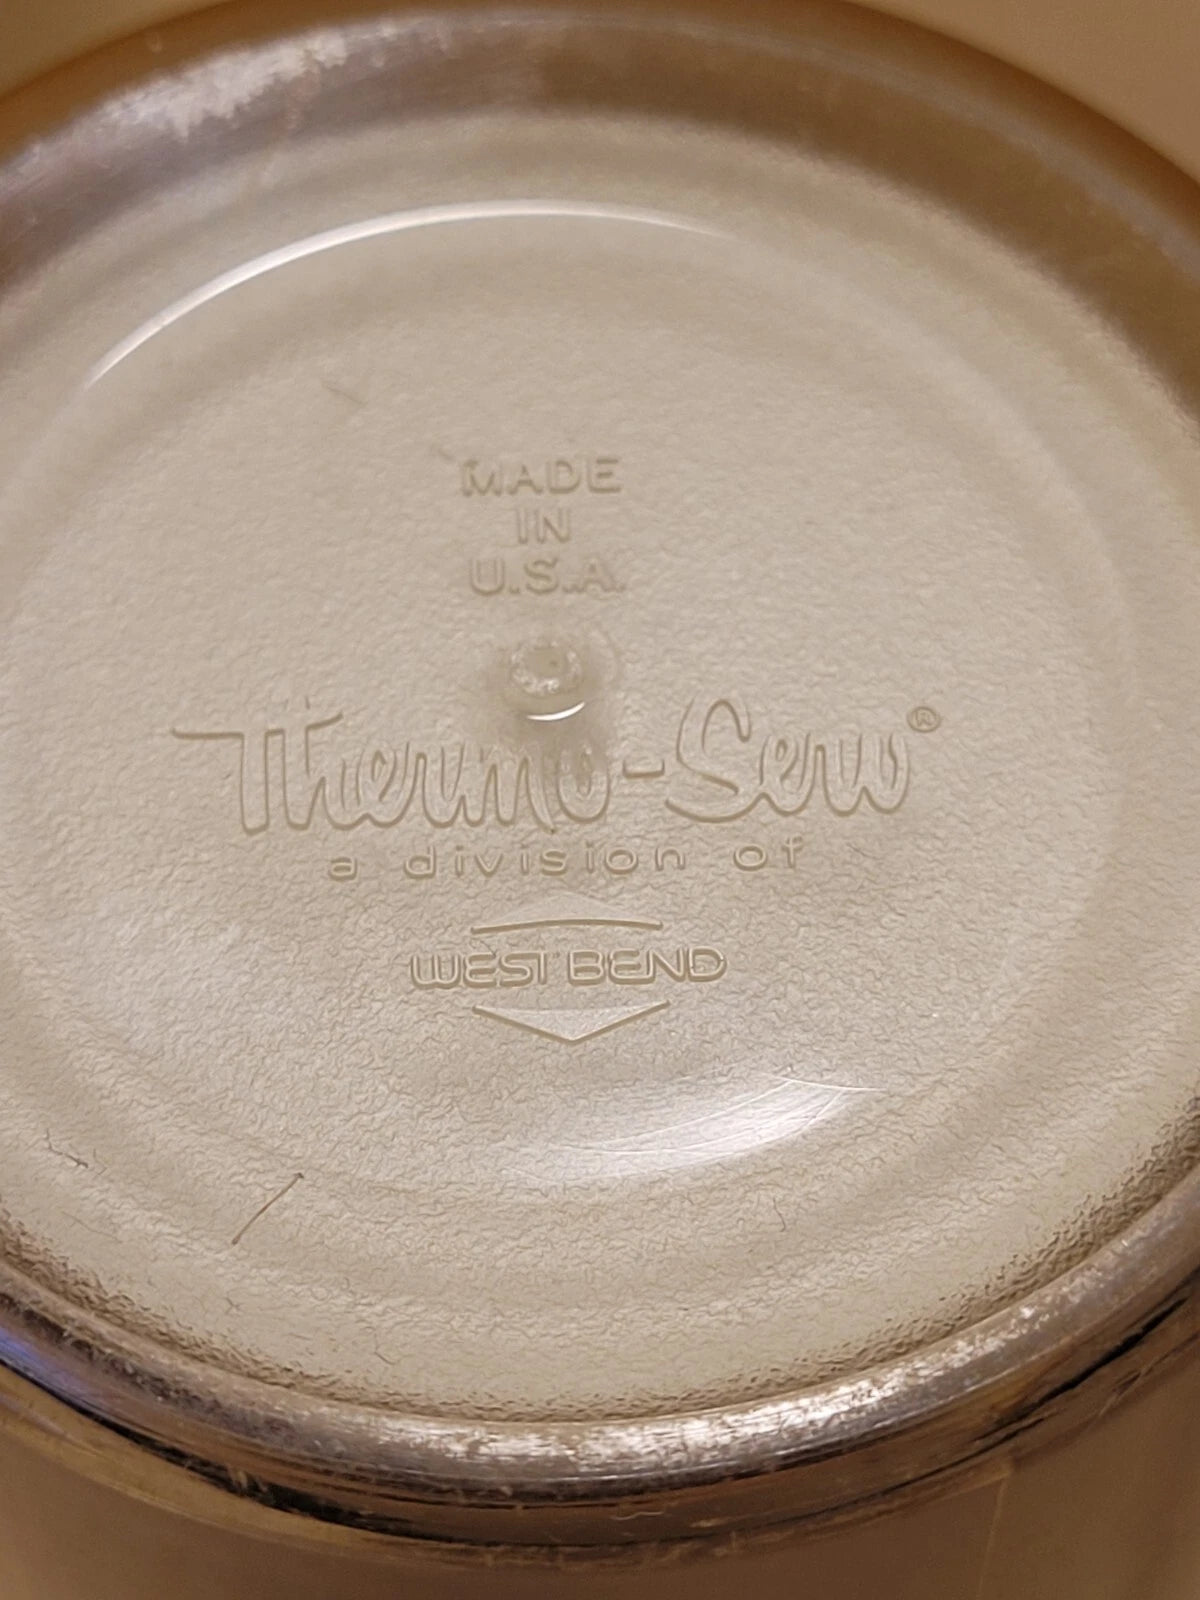 MADE
IN
U.S.A.
Thermo-Serv®
a division of
WEST BEND